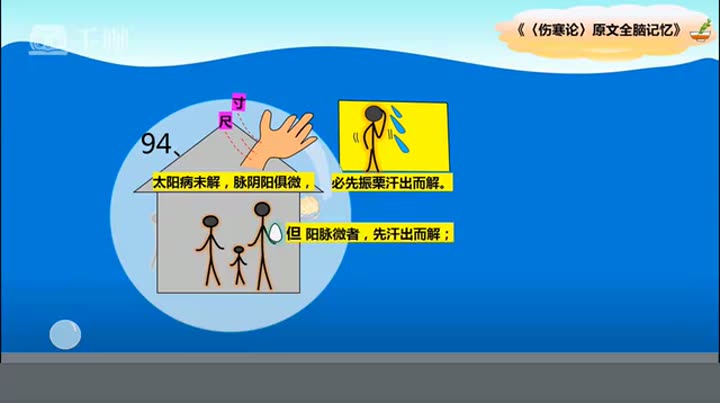 千聊
《〈伤寒论〉原文全脑记忆》
寸
尺
94、
太阳病未解，脉阴阳俱微，
必先振栗汗出而解。
但 阳脉微者，先汗出而解；